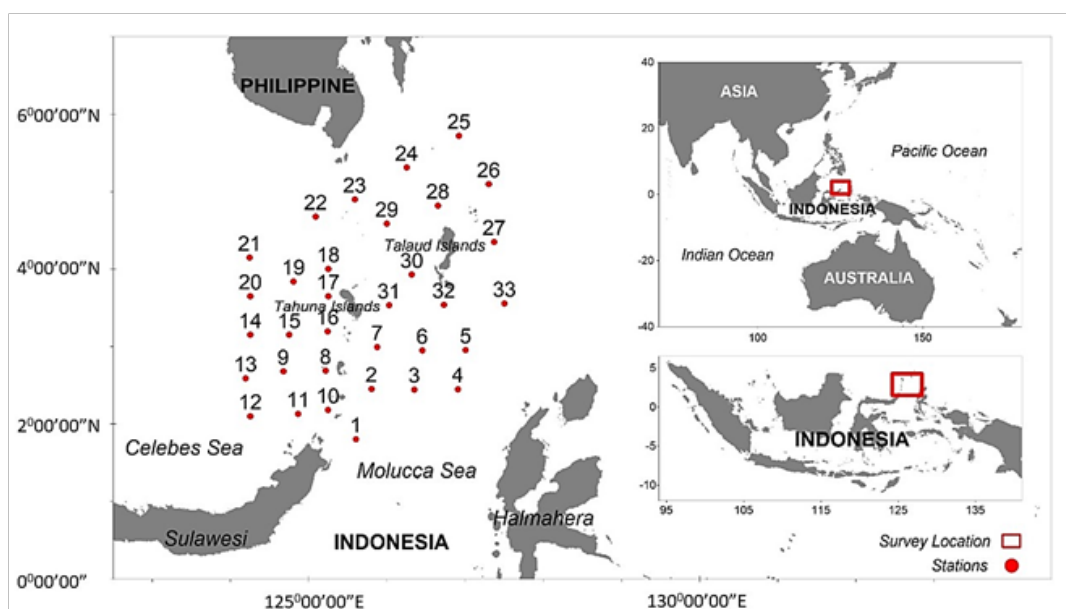 PHILIPPINE
6⁰00'00"N
25
24
26
23
28
22
29
27
Talaud Islands
21
18
4⁰00'00"N
19
30
20
17
Tahuna Islands
31
32
33
14
15
16
7
6
5
13
9
8
2
3
4
12
11
10
2⁰00'00"N
1
Celebes Sea
Molucca Sea
Halmahera
Sulawesi
INDONESIA
0⁰00'00"N
125⁰00'00"E
130⁰00'00"E
40
ASIA
20
Pacific Ocean
0
INDONESIA
Indian Ocean
-20
AUSTRALIA
-40
100
150
5
0
INDONESIA
-5
-10
95
105
115
125
135
Survey Location
Stations